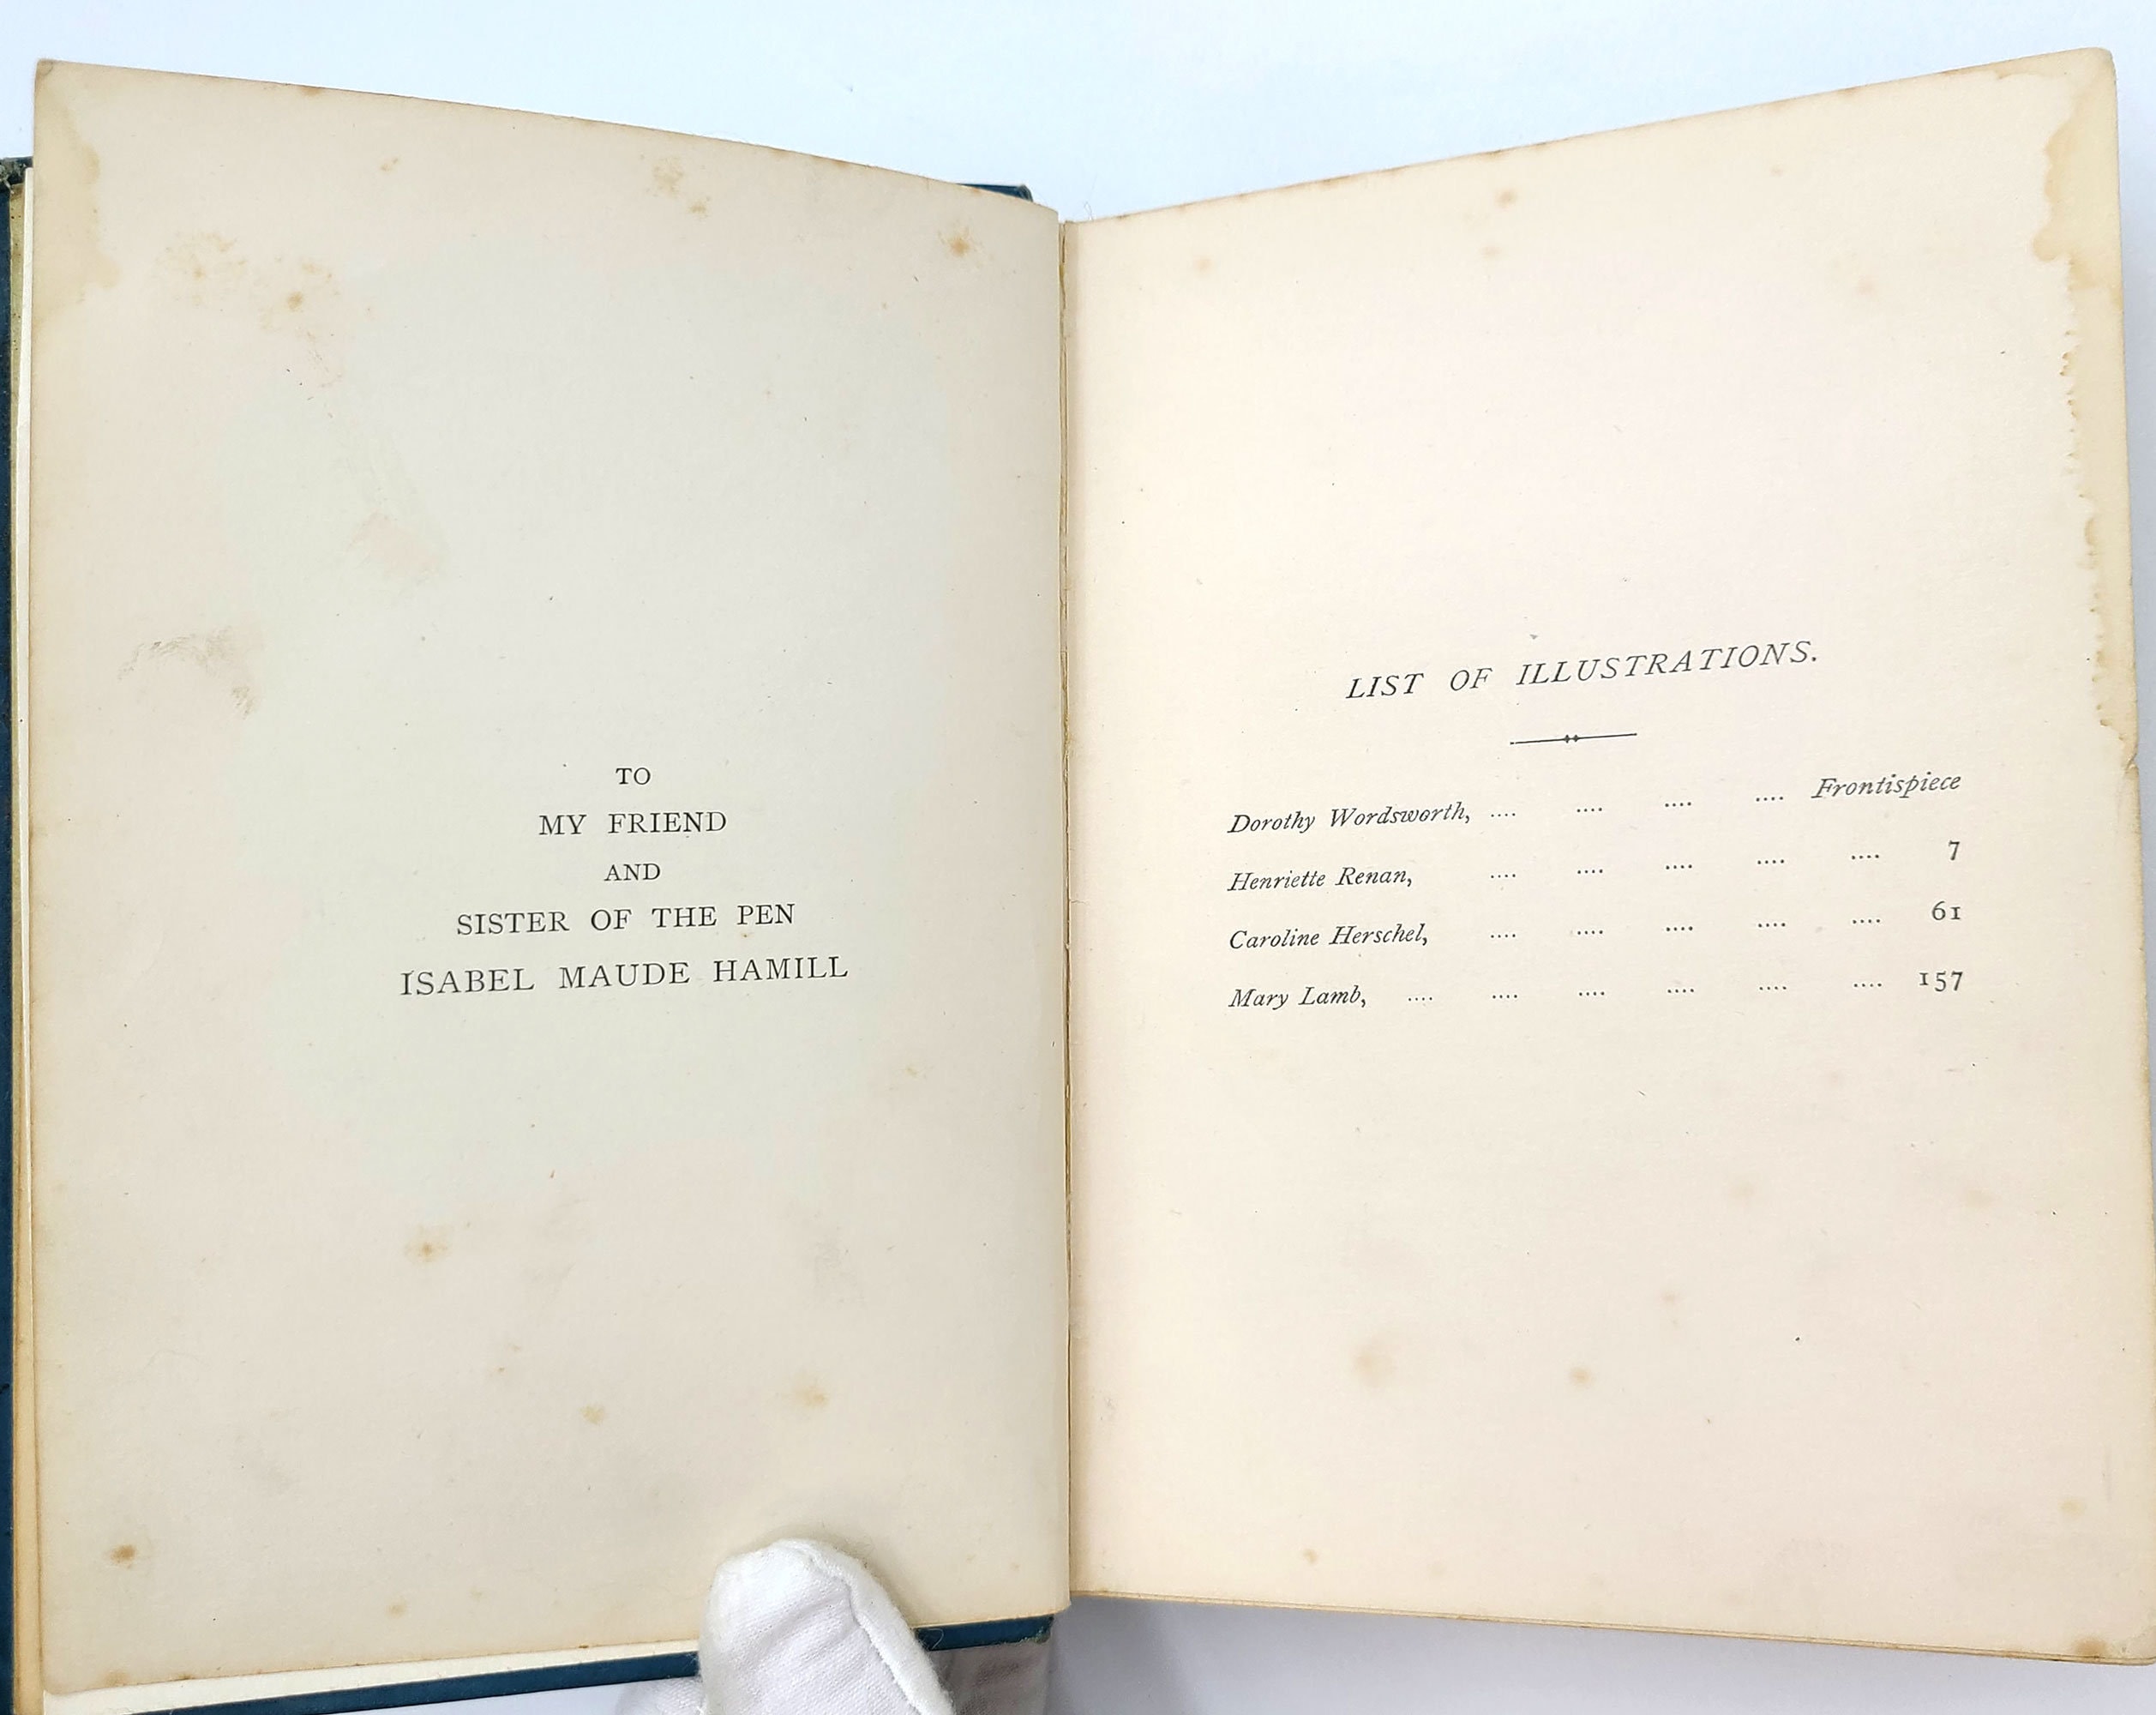 TO
MY FRIEND
AND
SISTER OF THE PEN
ISABEL MAUDE HAMILL
LIST OF ILLUSTRATIONS.
Dorothy Wordsworth, .... .... .... .... Frontispiece
Henriette Renan, .... .... .... .... .... 7
Caroline Herschel, .... .... .... .... .... 61
Mary Lamb, .... .... .... .... .... .... 157